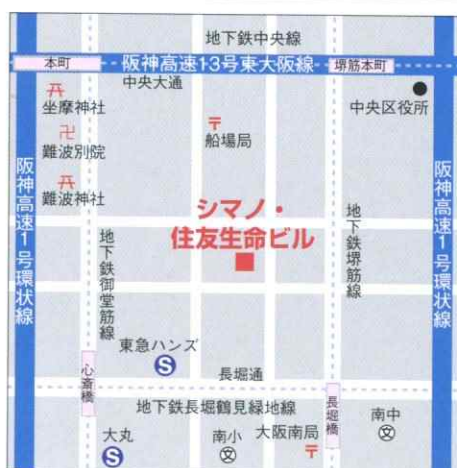 地下鉄中央線
本町
阪神高速13号東大阪線
堺筋本町
中央大通
坐摩神社
船場局
中央区役所
難波別院
難波神社
阪神高速1号環状線
シマノ・
住友生命ビル
地下鉄御堂筋線
地下鉄堺筋線
阪神高速1号環状線
東急ハンズ
S
心斎橋
長堀通
地下鉄長堀鶴見緑地線
長堀橋
大丸
S
南小
文
大阪南局
南中
文